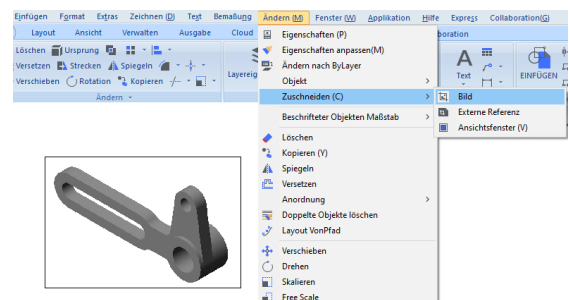 Einfügen Format Extras Zeichnen (D) Text Bemaßung Ändern (M) Fenster (W) Applikation Hilfe Express Collaboration(G)
Layout Ansicht Verwalten Ausgabe Cloud boration
Löschen Ursprung
Versetzen Strecken Spiegeln
Verschieben Rotation Kopieren
Layereig
Text
EINFÜGEN
Ändern
Eigenschaften (P)
Eigenschaften anpassen(M)
Ändern nach ByLayer
Objekt
Zuschneiden (C)
Beschrifteter Objekten Maßstab
Löschen
Kopieren (Y)
Spiegeln
Versetzen
Anordnung
Doppelte Objekte löschen
Layout VonPfad
Verschieben
Drehen
Skalieren
Free Scale
Bild
Externe Referenz
Ansichtsfenster (V)